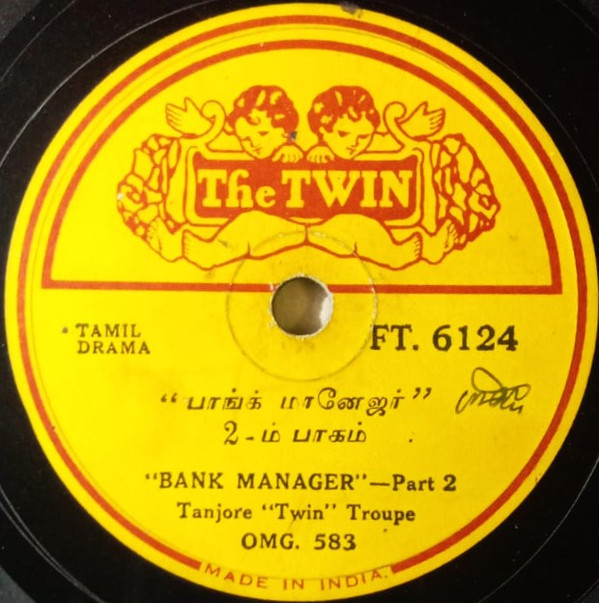 The TWIN
TAMIL
DRAMA
FT. 6124
"பாங்க் மானேஜர்"
2-ம் பாகம்
"BANK MANAGER"—Part 2
Tanjore "Twin" Troupe
OMG. 583
MADE IN INDIA.